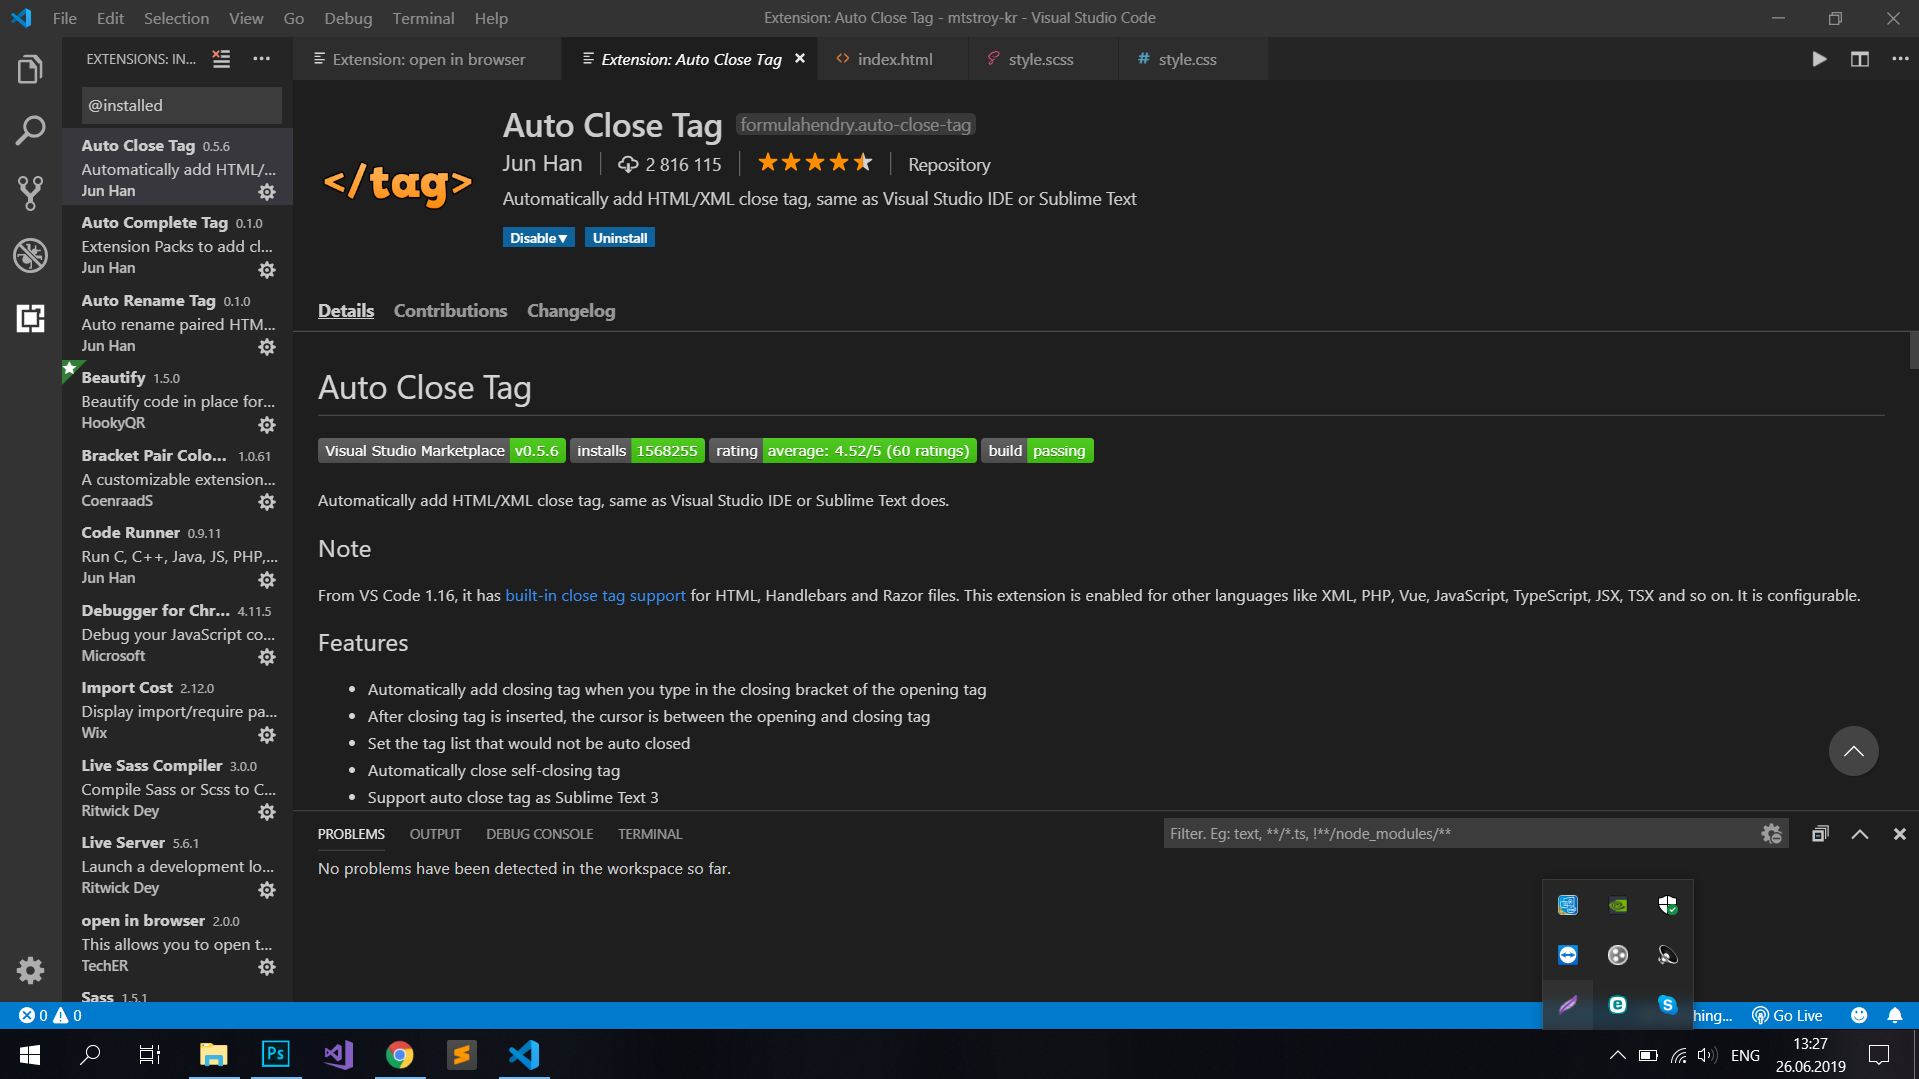 File Edit Selection View Go Debug Terminal Help
Extension: Auto Close Tag - mtstroy-kr - Visual Studio Code
EXTENSIONS: IN...
Extension: open in browser
Extension: Auto Close Tag
index.html
style.scss
style.css
@installed
Auto Close Tag 0.5.6
Automatically add HTML/...
Jun Han
Auto Complete Tag 0.1.0
Extension Packs to add cl...
Jun Han
Auto Rename Tag 0.1.0
Auto rename paired HTM...
Jun Han
Beautify 1.5.0
Beautify code in place for...
HookyQR
Bracket Pair Colo... 1.0.61
A customizable extension...
CoenraadS
Code Runner 0.9.11
Run C, C++, Java, JS, PHP,...
Jun Han
Debugger for Chr... 4.11.5
Debug your JavaScript co...
Microsoft
Import Cost 2.12.0
Display import/require pa...
Wix
Live Sass Compiler 3.0.0
Compile Sass or Scss to C...
Ritwick Dey
Live Server 5.6.1
Launch a development lo...
Ritwick Dey
open in browser 2.0.0
This allows you to open t...
TechER
Sass 1.5.1
</tag>
Auto Close Tag formulahendry.auto-close-tag
Jun Han 2 816 115 Repository
Automatically add HTML/XML close tag, same as Visual Studio IDE or Sublime Text
Disable▼ Uninstall
Details Contributions Changelog
Auto Close Tag
Visual Studio Marketplace v0.5.6 installs 1568255 rating average: 4.52/5 (60 ratings) build passing
Automatically add HTML/XML close tag, same as Visual Studio IDE or Sublime Text does.
Note
From VS Code 1.16, it has built-in close tag support for HTML, Handlebars and Razor files. This extension is enabled for other languages like XML, PHP, Vue, JavaScript, TypeScript, JSX, TSX and so on. It is configurable.
Features
• Automatically add closing tag when you type in the closing bracket of the opening tag
• After closing tag is inserted, the cursor is between the opening and closing tag
• Set the tag list that would not be auto closed
• Automatically close self-closing tag
• Support auto close tag as Sublime Text 3
PROBLEMS OUTPUT DEBUG CONSOLE TERMINAL
Filter. Eg: text, **/*.ts, !**/node_modules/**
No problems have been detected in the workspace so far.
0 0
hing... Go Live
Ps
ENG
13:27
26.06.2019